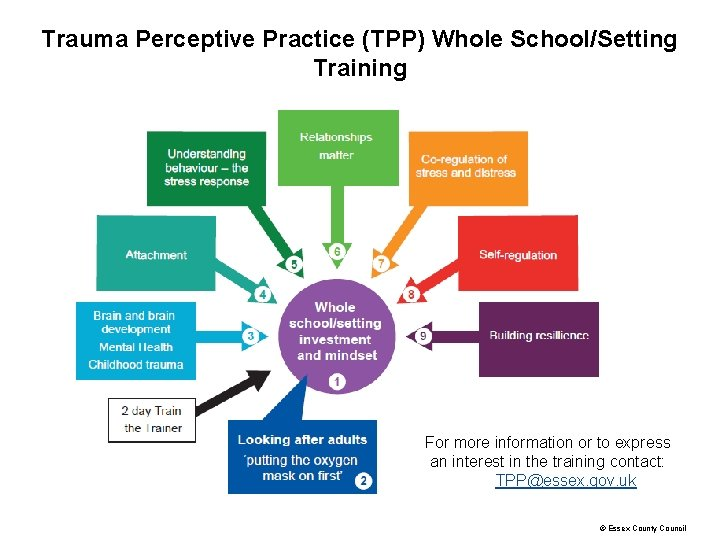 Trauma Perceptive Practice (TPP) Whole School/Setting
Training
Relationships
matter
Understanding
behaviour – the
stress response
Co-regulation of
stress and distress
Attachment
Self-regulation
6
5
7
4
8
Brain and brain
development
Mental Health
Childhood trauma
3
Whole
school/setting
investment
and mindset
1
9
Building resillience
2 day Train
the Trainer
Looking after adults
‘putting the oxygen
mask on first’
2
For more information or to express
an interest in the training contact:
TPP@essex.gov.uk
© Essex County Council